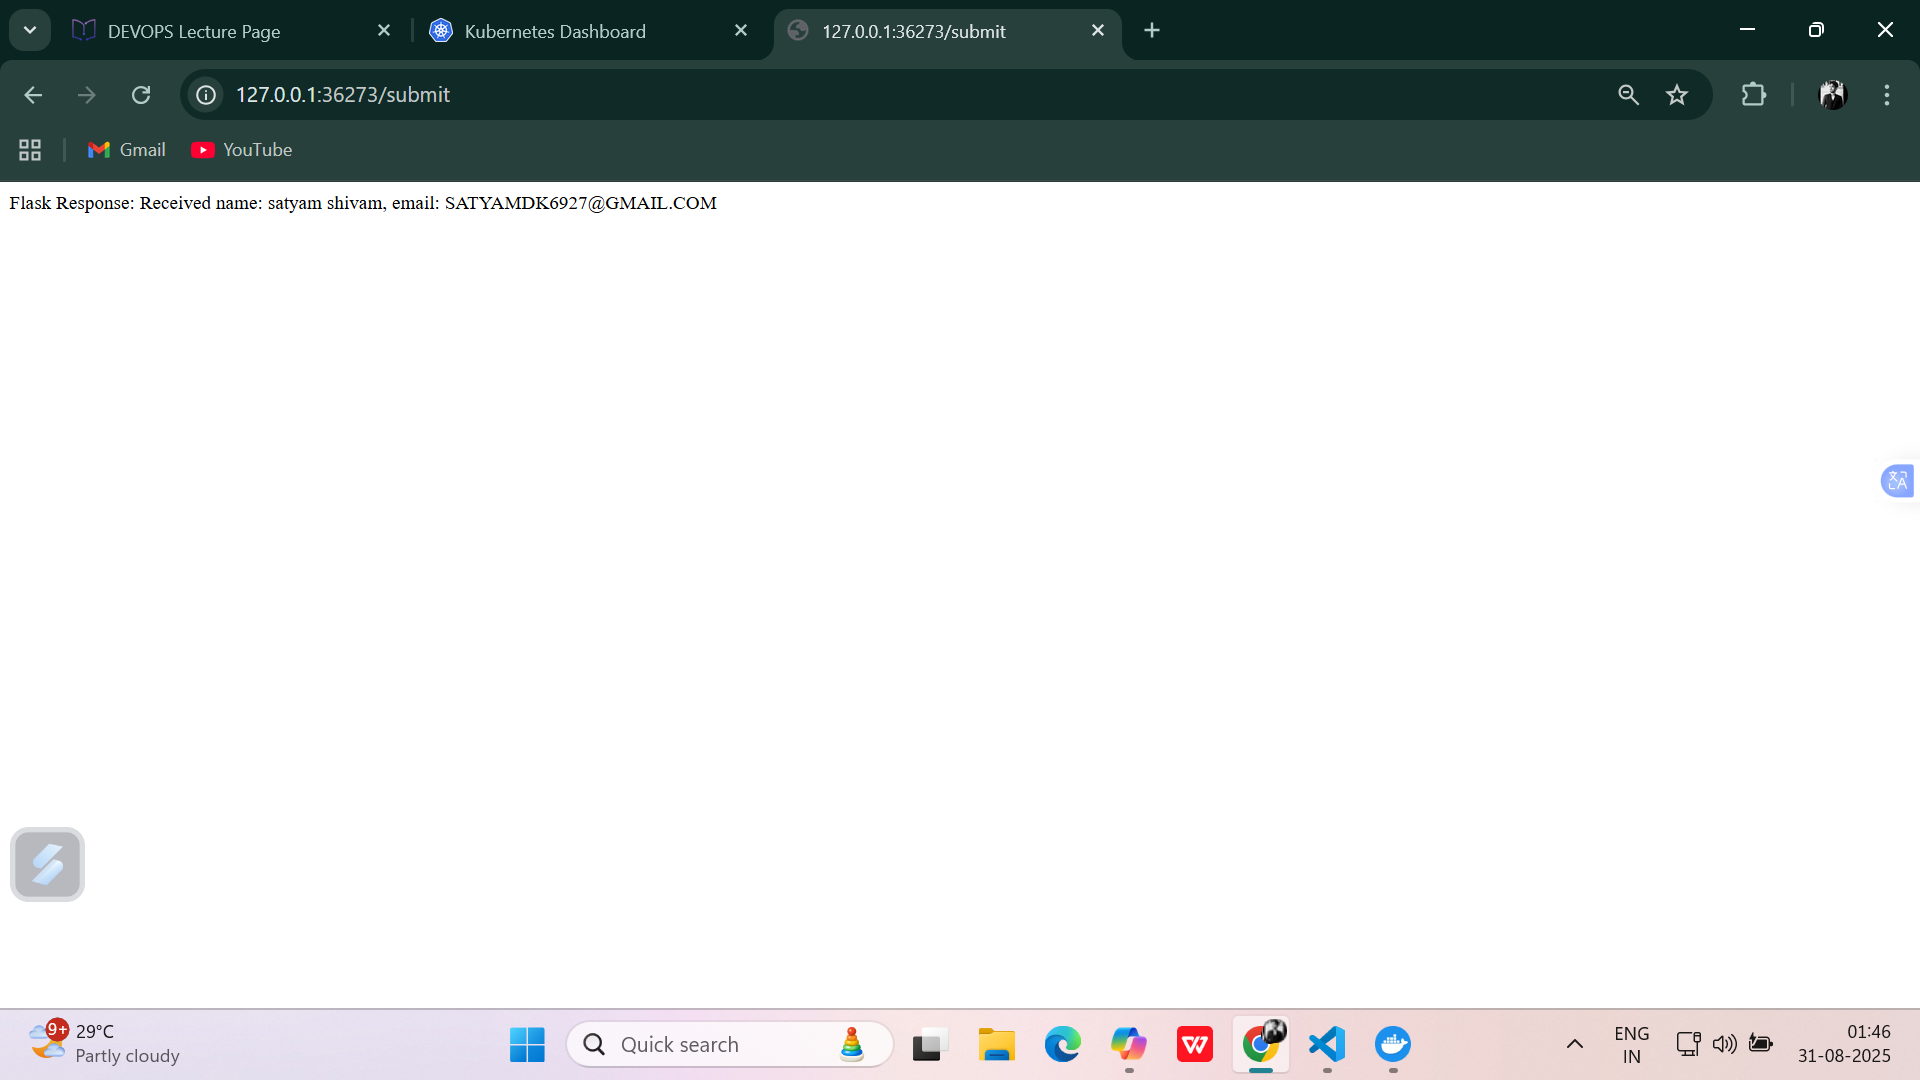 DEVOPS Lecture Page
Kubernetes Dashboard
127.0.0.1:36273/submit
127.0.0.1:36273/submit
Gmail
YouTube
Flask Response: Received name: satyam shivam, email: SATYAMDK6927@GMAIL.COM
文A
9+
29°C
Partly cloudy
Quick search
W
ENG
IN
01:46
31-08-2025